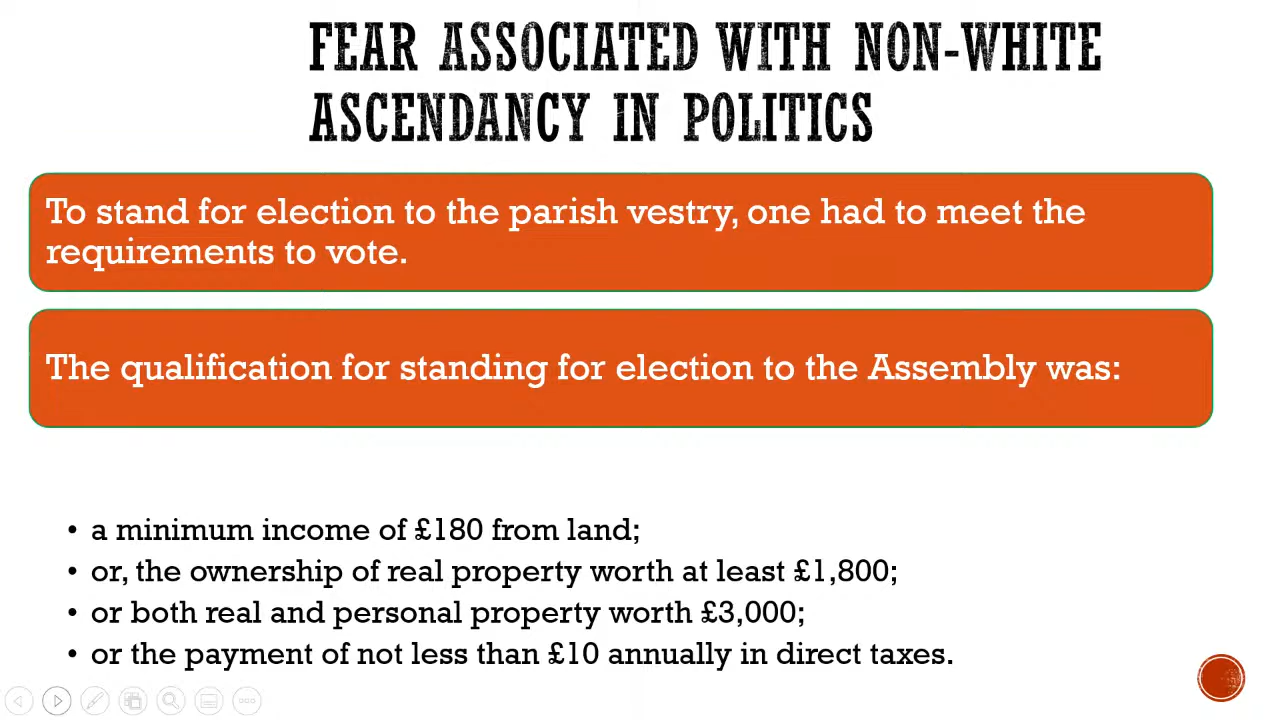 FEAR ASSOCIATED WITH NON-WHITE
ASCENDANCY IN POLITICS
To stand for election to the parish vestry, one had to meet the
requirements to vote.
The qualification for standing for election to the Assembly was:
• a minimum income of £180 from land;
• or, the ownership of real property worth at least £1,800;
• or both real and personal property worth £3,000;
• or the payment of not less than £10 annually in direct taxes.